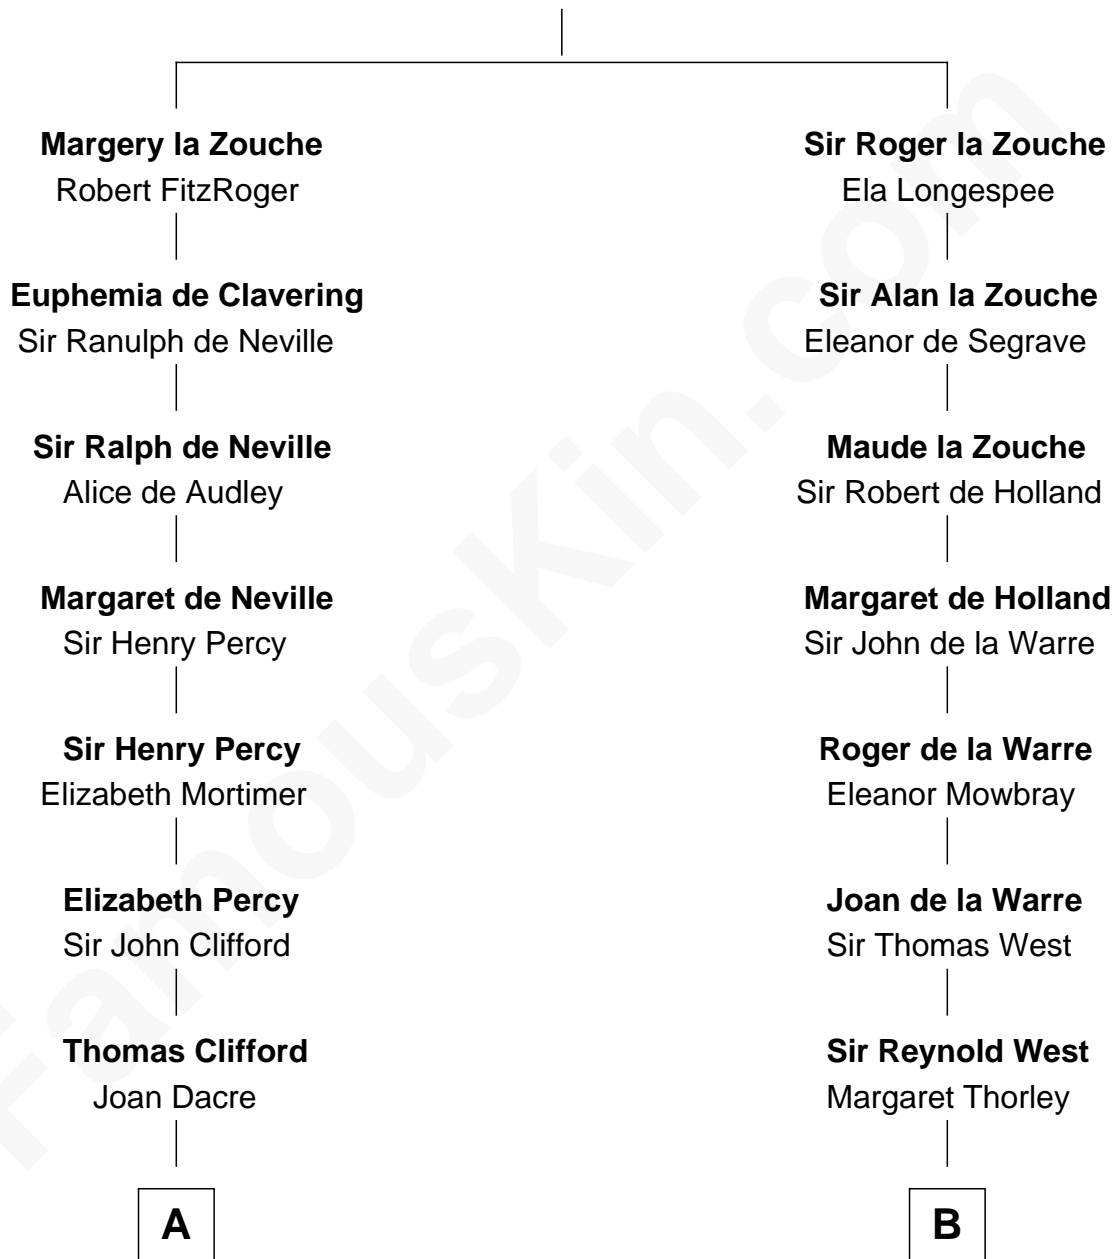 Margery la Zouche
Robert FitzRoger
Euphemia de Clavering
Sir Ranulph de Neville
Sir Ralph de Neville
Alice de Audley
Margaret de Neville
Sir Henry Percy
Sir Henry Percy
Elizabeth Mortimer
Elizabeth Percy
Sir John Clifford
Thomas Clifford
Joan Dacre
A
Sir Roger la Zouche
Ela Longespee
Sir Alan la Zouche
Eleanor de Segrave
Maude la Zouche
Sir Robert de Holland
Margaret de Holland
Sir John de la Warre
Roger de la Warre
Eleanor Mowbray
Joan de la Warre
Sir Thomas West
Sir Reynold West
Margaret Thorley
B
FamousKin.com